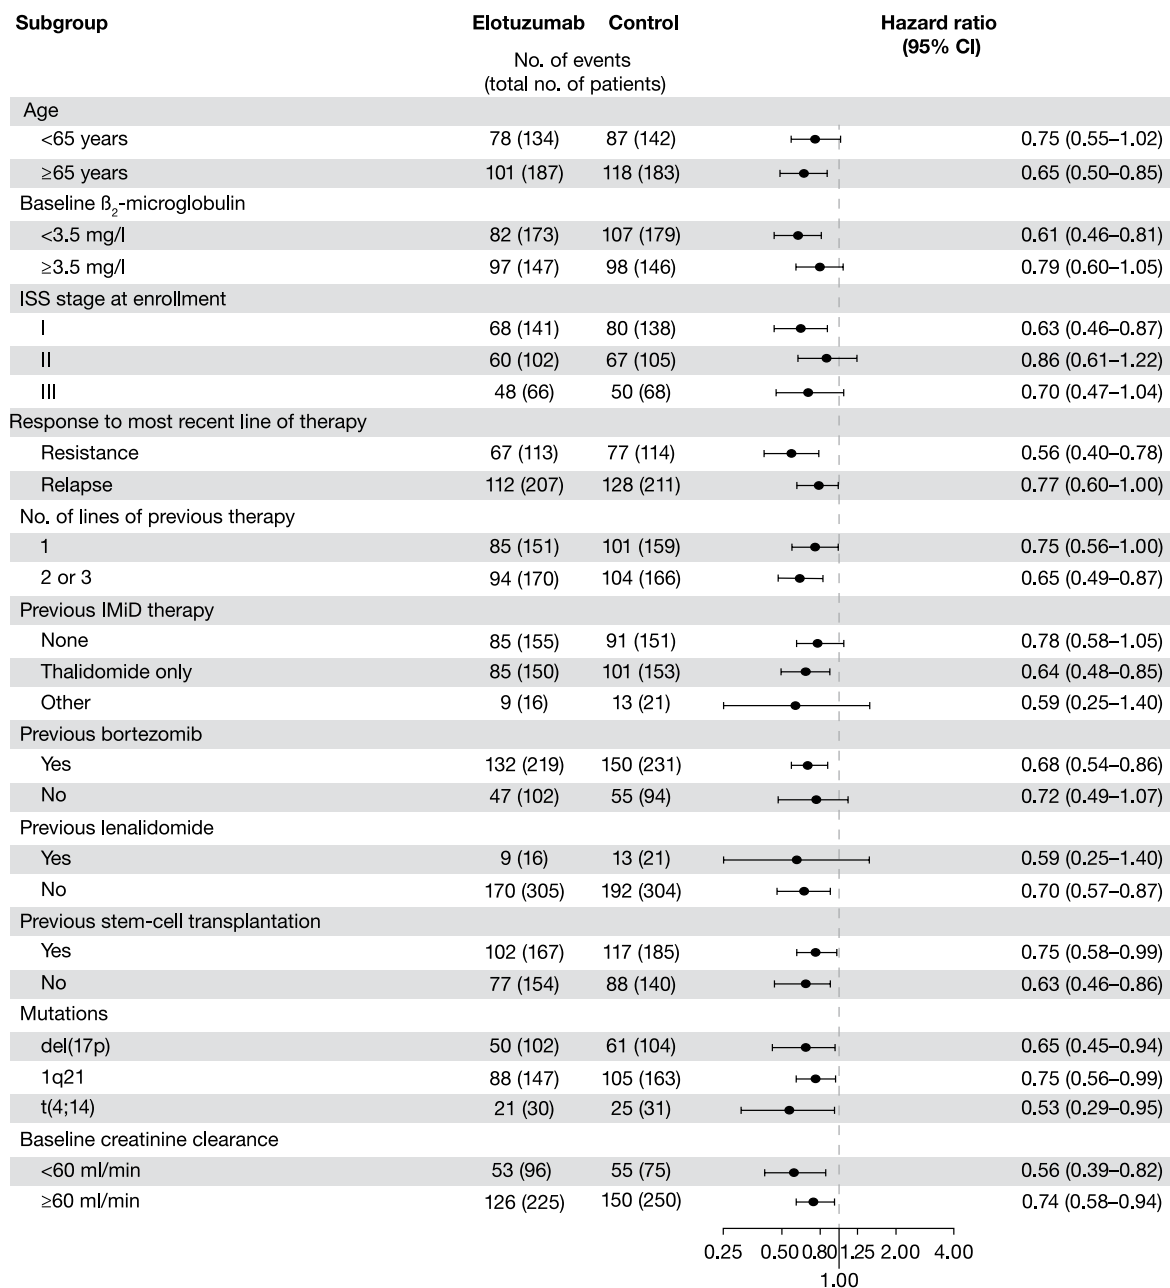 Subgroup Elotuzumab Control Hazard ratio
(95% CI)
No. of events
(total no. of patients)
Age
<65 years 78 (134) 87 (142) 0.75 (0.55–1.02)
≥65 years 101 (187) 118 (183) 0.65 (0.50–0.85)
Baseline ß₂-microglobulin
<3.5 mg/l 82 (173) 107 (179) 0.61 (0.46–0.81)
≥3.5 mg/l 97 (147) 98 (146) 0.79 (0.60–1.05)
ISS stage at enrollment
I 68 (141) 80 (138) 0.63 (0.46–0.87)
II 60 (102) 67 (105) 0.86 (0.61–1.22)
III 48 (66) 50 (68) 0.70 (0.47–1.04)
Response to most recent line of therapy
Resistance 67 (113) 77 (114) 0.56 (0.40–0.78)
Relapse 112 (207) 128 (211) 0.77 (0.60–1.00)
No. of lines of previous therapy
1 85 (151) 101 (159) 0.75 (0.56–1.00)
2 or 3 94 (170) 104 (166) 0.65 (0.49–0.87)
Previous IMiD therapy
None 85 (155) 91 (151) 0.78 (0.58–1.05)
Thalidomide only 85 (150) 101 (153) 0.64 (0.48–0.85)
Other 9 (16) 13 (21) 0.59 (0.25–1.40)
Previous bortezomib
Yes 132 (219) 150 (231) 0.68 (0.54–0.86)
No 47 (102) 55 (94) 0.72 (0.49–1.07)
Previous lenalidomide
Yes 9 (16) 13 (21) 0.59 (0.25–1.40)
No 170 (305) 192 (304) 0.70 (0.57–0.87)
Previous stem-cell transplantation
Yes 102 (167) 117 (185) 0.75 (0.58–0.99)
No 77 (154) 88 (140) 0.63 (0.46–0.86)
Mutations
del(17p) 50 (102) 61 (104) 0.65 (0.45–0.94)
1q21 88 (147) 105 (163) 0.75 (0.56–0.99)
t(4;14) 21 (30) 25 (31) 0.53 (0.29–0.95)
Baseline creatinine clearance
<60 ml/min 53 (96) 55 (75) 0.56 (0.39–0.82)
≥60 ml/min 126 (225) 150 (250) 0.74 (0.58–0.94)
0.25 0.50 0.80 1.25 2.00 4.00
1.00